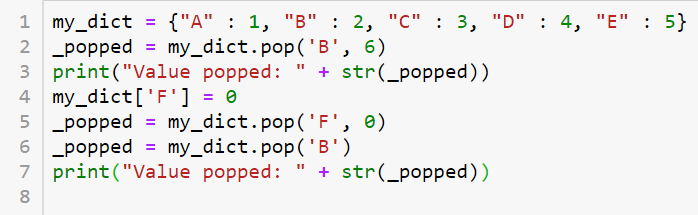 1 my_dict = {"A" : 1, "B" : 2, "C" : 3, "D" : 4, "E" : 5}
2 _popped = my_dict.pop('B', 6)
3 print("Value popped: " + str(_popped))
4 my_dict['F'] = 0
5 _popped = my_dict.pop('F', 0)
6 _popped = my_dict.pop('B')
7 print("Value popped: " + str(_popped))
8